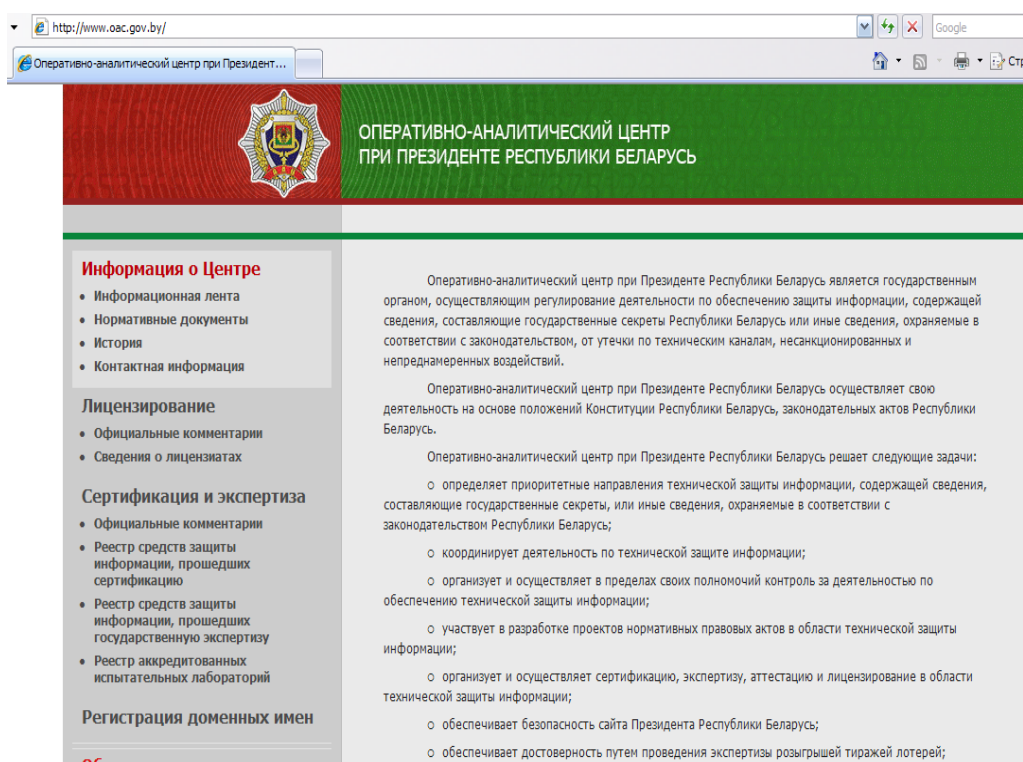 http://www.oac.gov.by/
Google
Оперативно-аналитический центр при Президент...
ОПЕРАТИВНО-АНАЛИТИЧЕСКИЙ ЦЕНТР
ПРИ ПРЕЗИДЕНТЕ РЕСПУБЛИКИ БЕЛАРУСЬ
Информация о Центре
• Информационная лента
• Нормативные документы
• История
• Контактная информация
Лицензирование
• Официальные комментарии
• Сведения о лицензиатах
Сертификация и экспертиза
• Официальные комментарии
• Реестр средств защиты
информации, прошедших
сертификацию
• Реестр средств защиты
информации, прошедших
государственную экспертизу
• Реестр аккредитованных
испытательных лабораторий
Регистрация доменных имен
Оперативно-аналитический центр при Президенте Республики Беларусь является государственным
органом, осуществляющим регулирование деятельности по обеспечению защиты информации, содержащей
сведения, составляющие государственные секреты Республики Беларусь или иные сведения, охраняемые в
соответствии с законодательством, от утечки по техническим каналам, несанкционированных и
непреднамеренных воздействий.
Оперативно-аналитический центр при Президенте Республики Беларусь осуществляет свою
деятельность на основе положений Конституции Республики Беларусь, законодательных актов Республики
Беларусь.
Оперативно-аналитический центр при Президенте Республики Беларусь решает следующие задачи:
o определяет приоритетные направления технической защиты информации, содержащей сведения,
составляющие государственные секреты, или иные сведения, охраняемые в соответствии с
законодательством Республики Беларусь;
o координирует деятельность по технической защите информации;
o организует и осуществляет в пределах своих полномочий контроль за деятельностью по
обеспечению технической защиты информации;
o участвует в разработке проектов нормативных правовых актов в области технической защиты
информации;
o организует и осуществляет сертификацию, экспертизу, аттестацию и лицензирование в области
технической защиты информации;
o обеспечивает безопасность сайта Президента Республики Беларусь;
o обеспечивает достоверность путем проведения экспертизы розыгрышей тиражей лотерей;